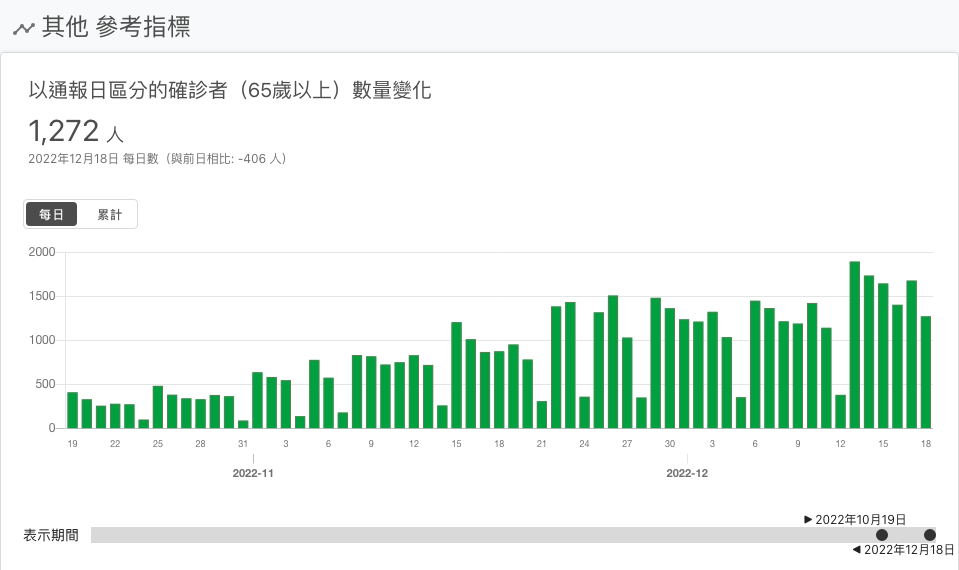 其他 參考指標
以通報日區分的確診者（65歲以上）數量變化
1,272 人
2022年12月18日 每日數（與前日相比: -406 人）
每日 累計
2000
1500
1000
500
0
19 22 25 28 31 3 6 9 12 15 18 21 24 27 30 3 6 9 12 15 18
2022-11 2022-12
▶ 2022年10月19日
表示期間
◀ 2022年12月18日